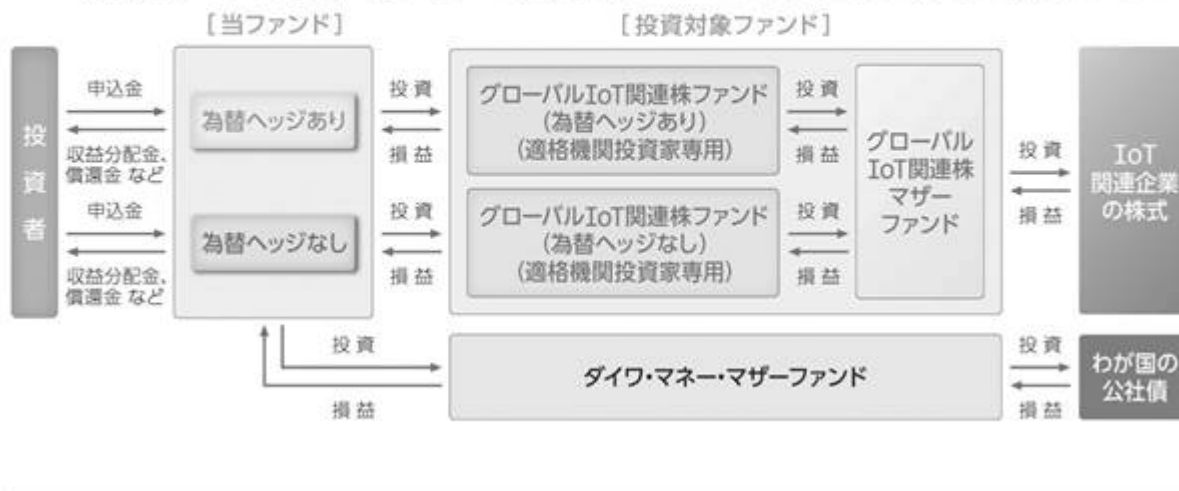 [当ファンド]
[投資対象ファンド]
投資者
申込金
収益分配金、
償還金 など
申込金
収益分配金、
償還金 など
為替ヘッジあり
為替ヘッジなし
投資
損益
投資
損益
グローバルIoT関連株ファンド
(為替ヘッジあり)
(適格機関投資家専用)
グローバルIoT関連株ファンド
(為替ヘッジなし)
(適格機関投資家専用)
投資
損益
投資
損益
グローバル
IoT関連株
マザー
ファンド
投資
損益
IoT
関連企業
の株式
投資
損益
ダイワ・マネー・マザーファンド
投資
損益
わが国の
公社債